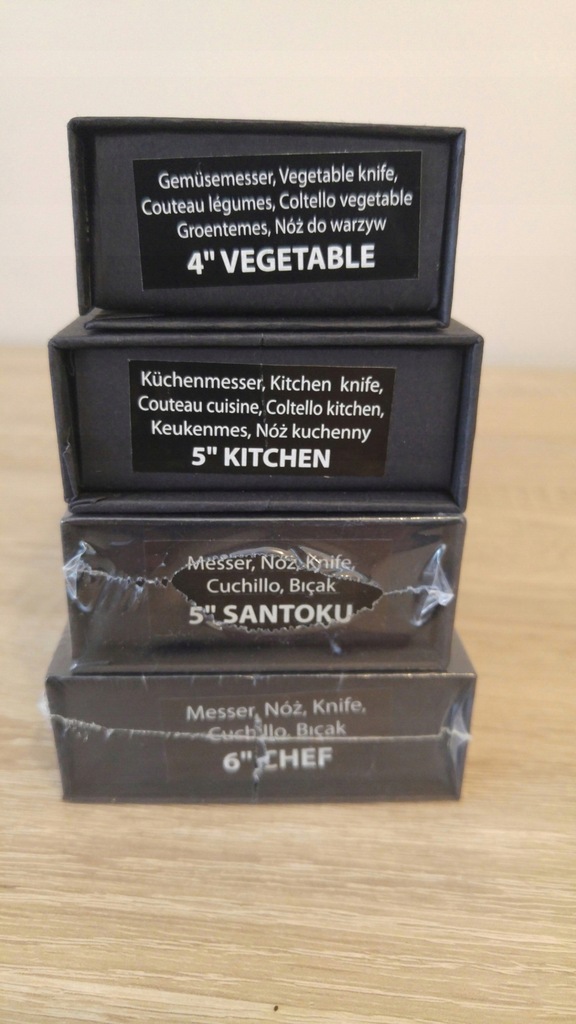 Gemüsemesser, Vegetable knife,
Couteau légumes, Coltello vegetable
Groentemes, Nóż do warzyw
4" VEGETABLE
Küchenmesser, Kitchen knife,
Couteau cuisine, Coltello kitchen,
Keukenmes, Nóż kuchenny
5" KITCHEN
Messer, Nóż, Knife,
Cuchillo, Bıçak
5" SANTOKU
Messer, Nóż, Knife,
Cuchillo, Bıçak
6" CHEF